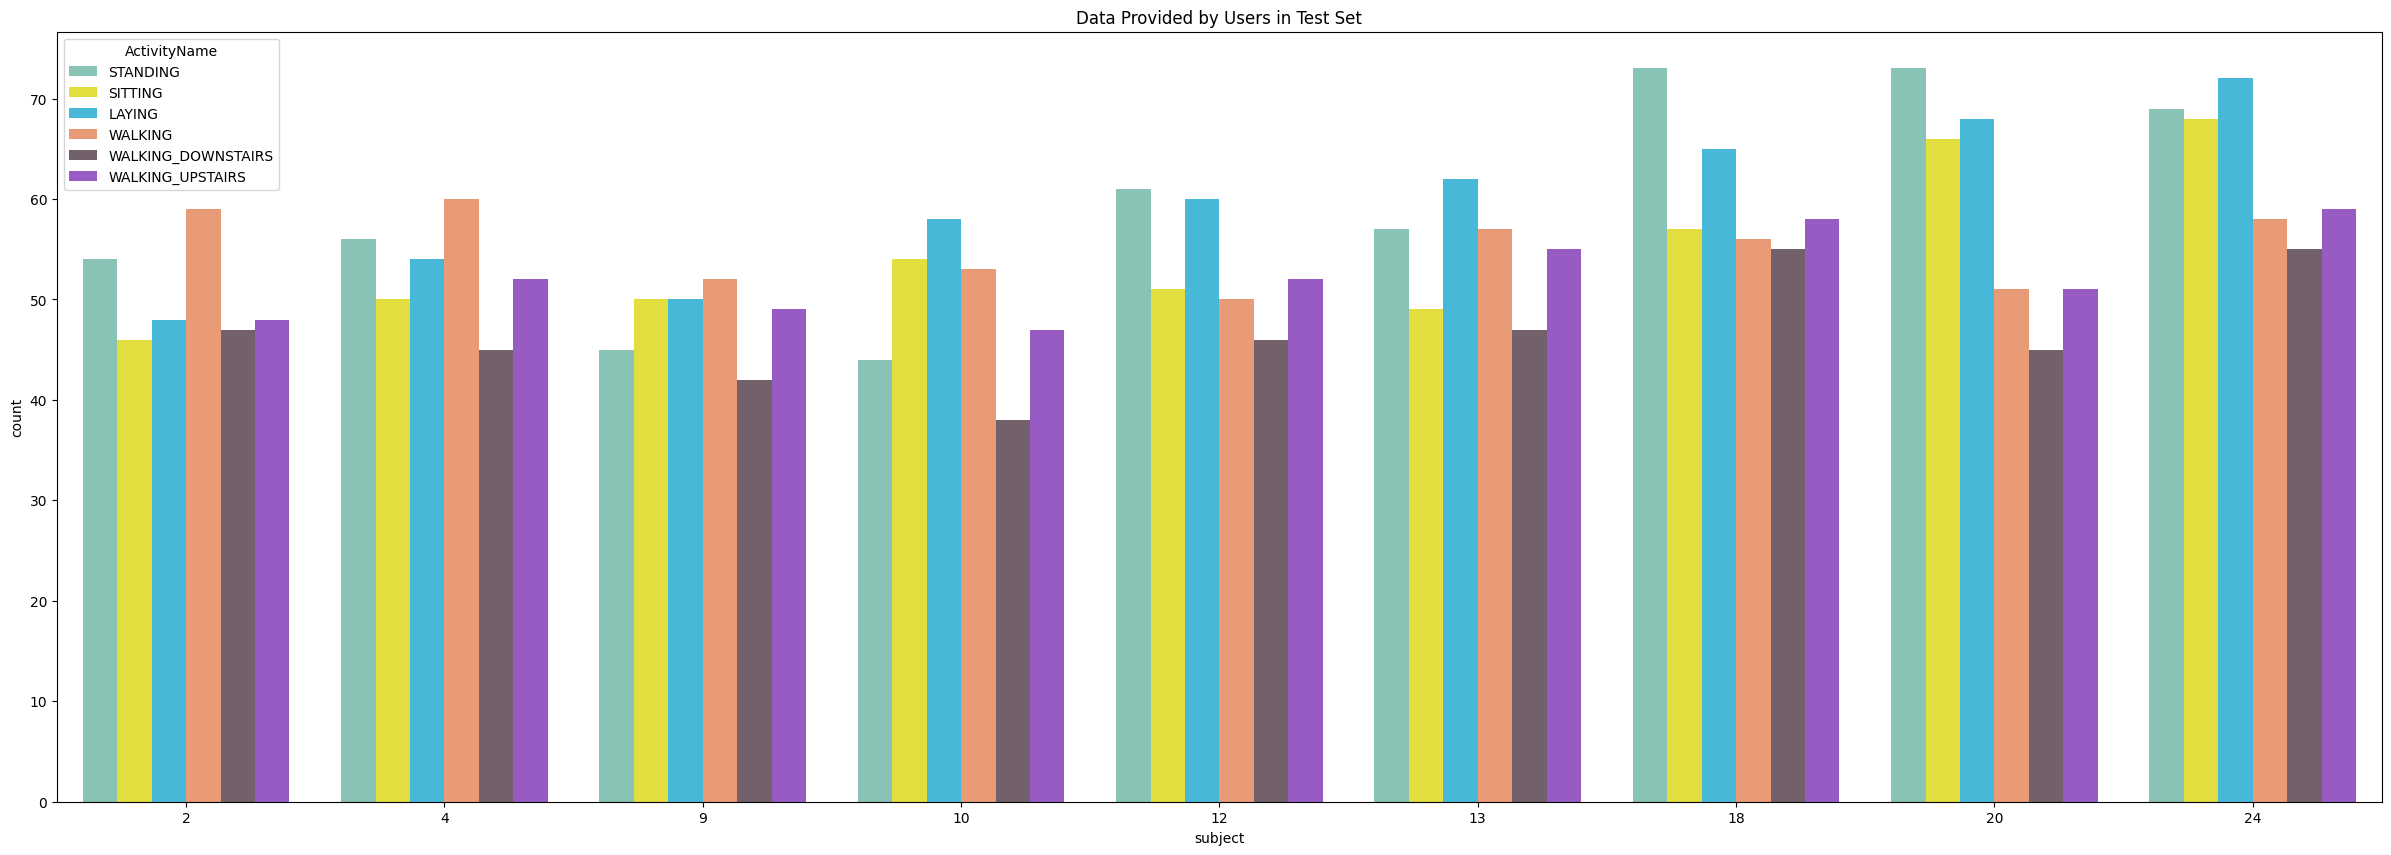 Data Provided by Users in Test Set
ActivityName
STANDING
SITTING
LAYING
WALKING
WALKING_DOWNSTAIRS
WALKING_UPSTAIRS
count
70
60
50
40
30
20
10
0
2 4 9 10 12 13 18 20 24
subject